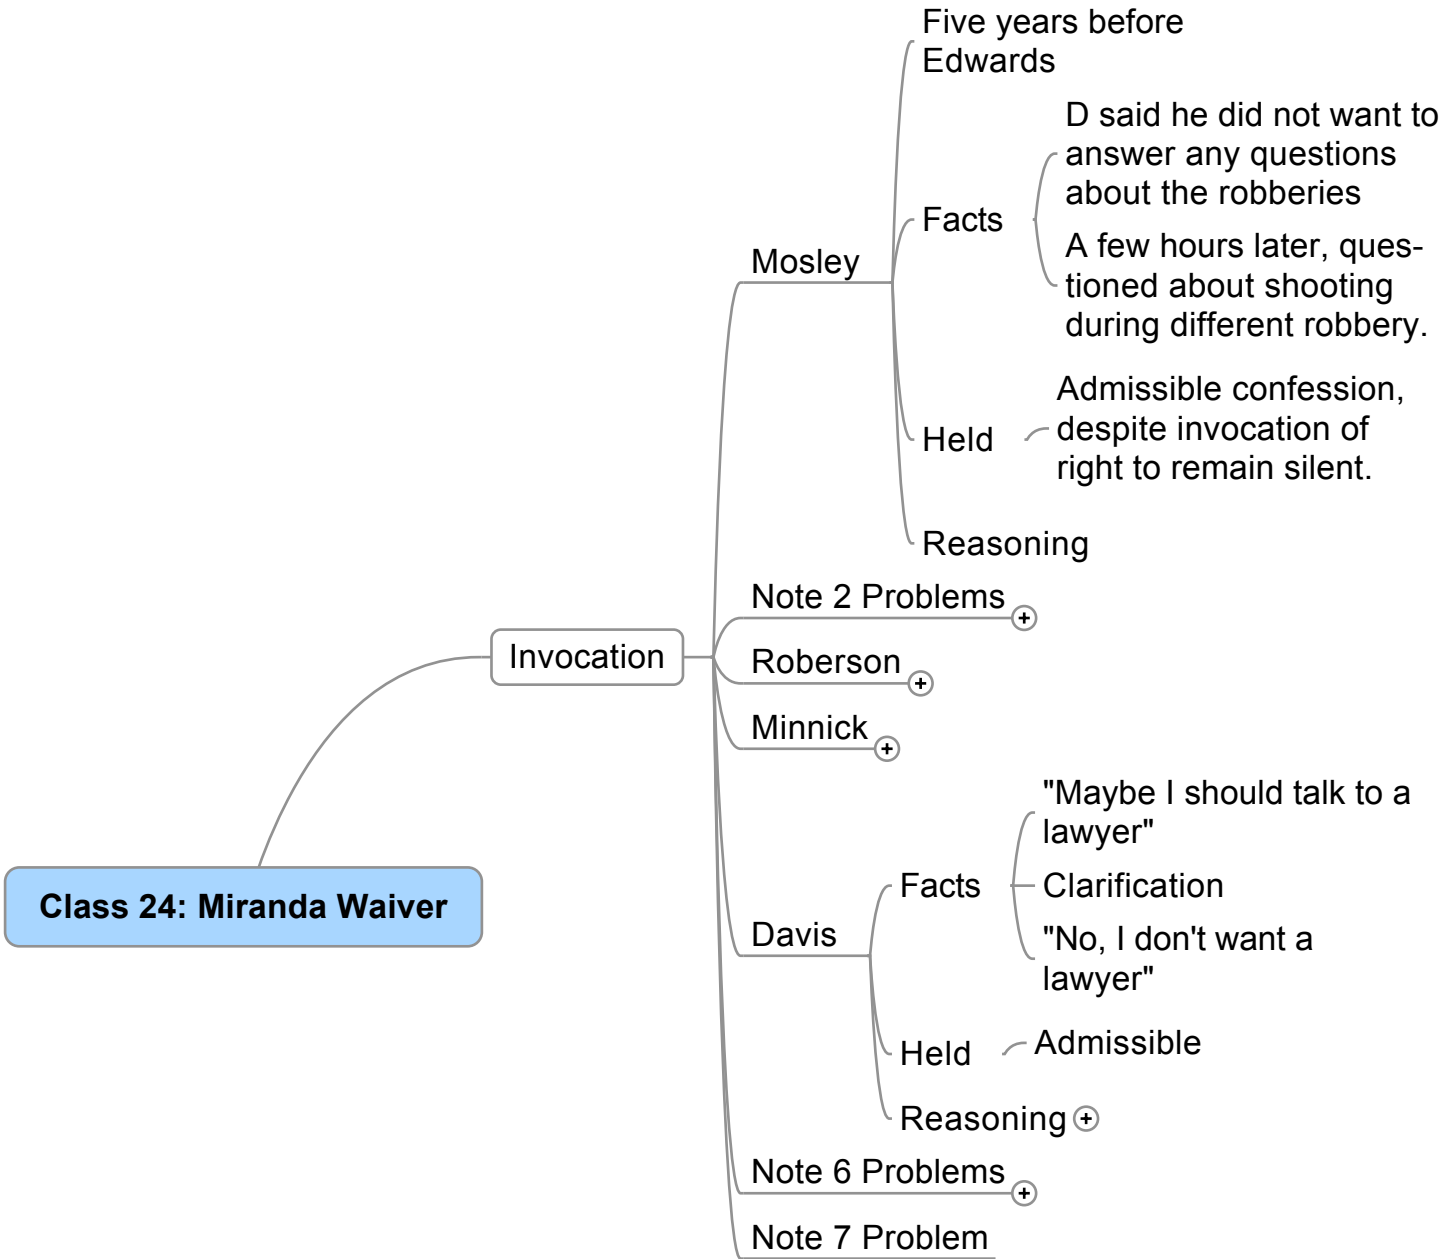 Five years before
Edwards
D said he did not want to
answer any questions
about the robberies
Facts
A few hours later, ques-
tioned about shooting
during different robbery.
Mosley
Admissible confession,
despite invocation of
right to remain silent.
Held
Reasoning
Note 2 Problems
Invocation
Roberson
Minnick
"Maybe I should talk to a
lawyer"
Facts
Clarification
Class 24: Miranda Waiver
Davis
"No, I don't want a
lawyer"
Held
Admissible
Reasoning
Note 6 Problems
Note 7 Problem